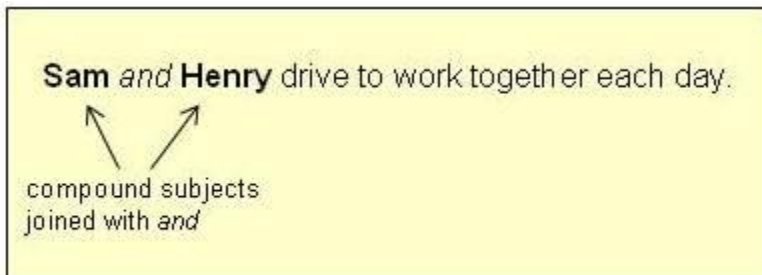 Sam and Henry drive to work together each day.
compound subjects
joined with and